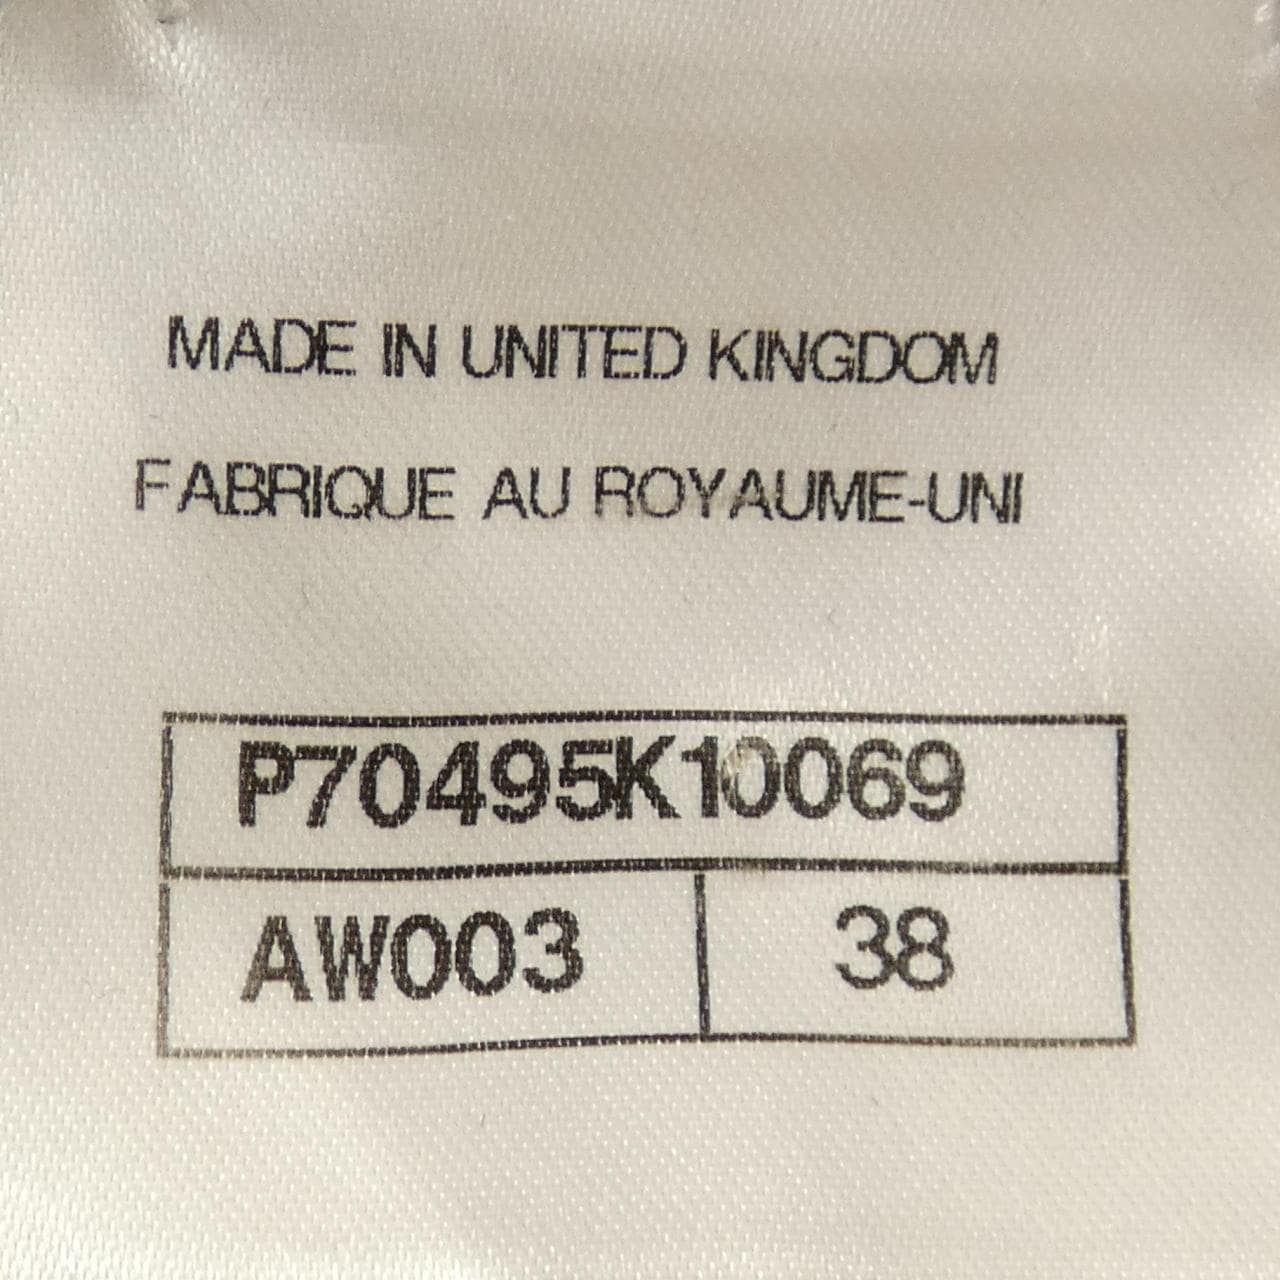 MADE IN UNITED KINGDOM
FABRIQUE AU ROYAUME-UNI
P70495K10069
AW003 38